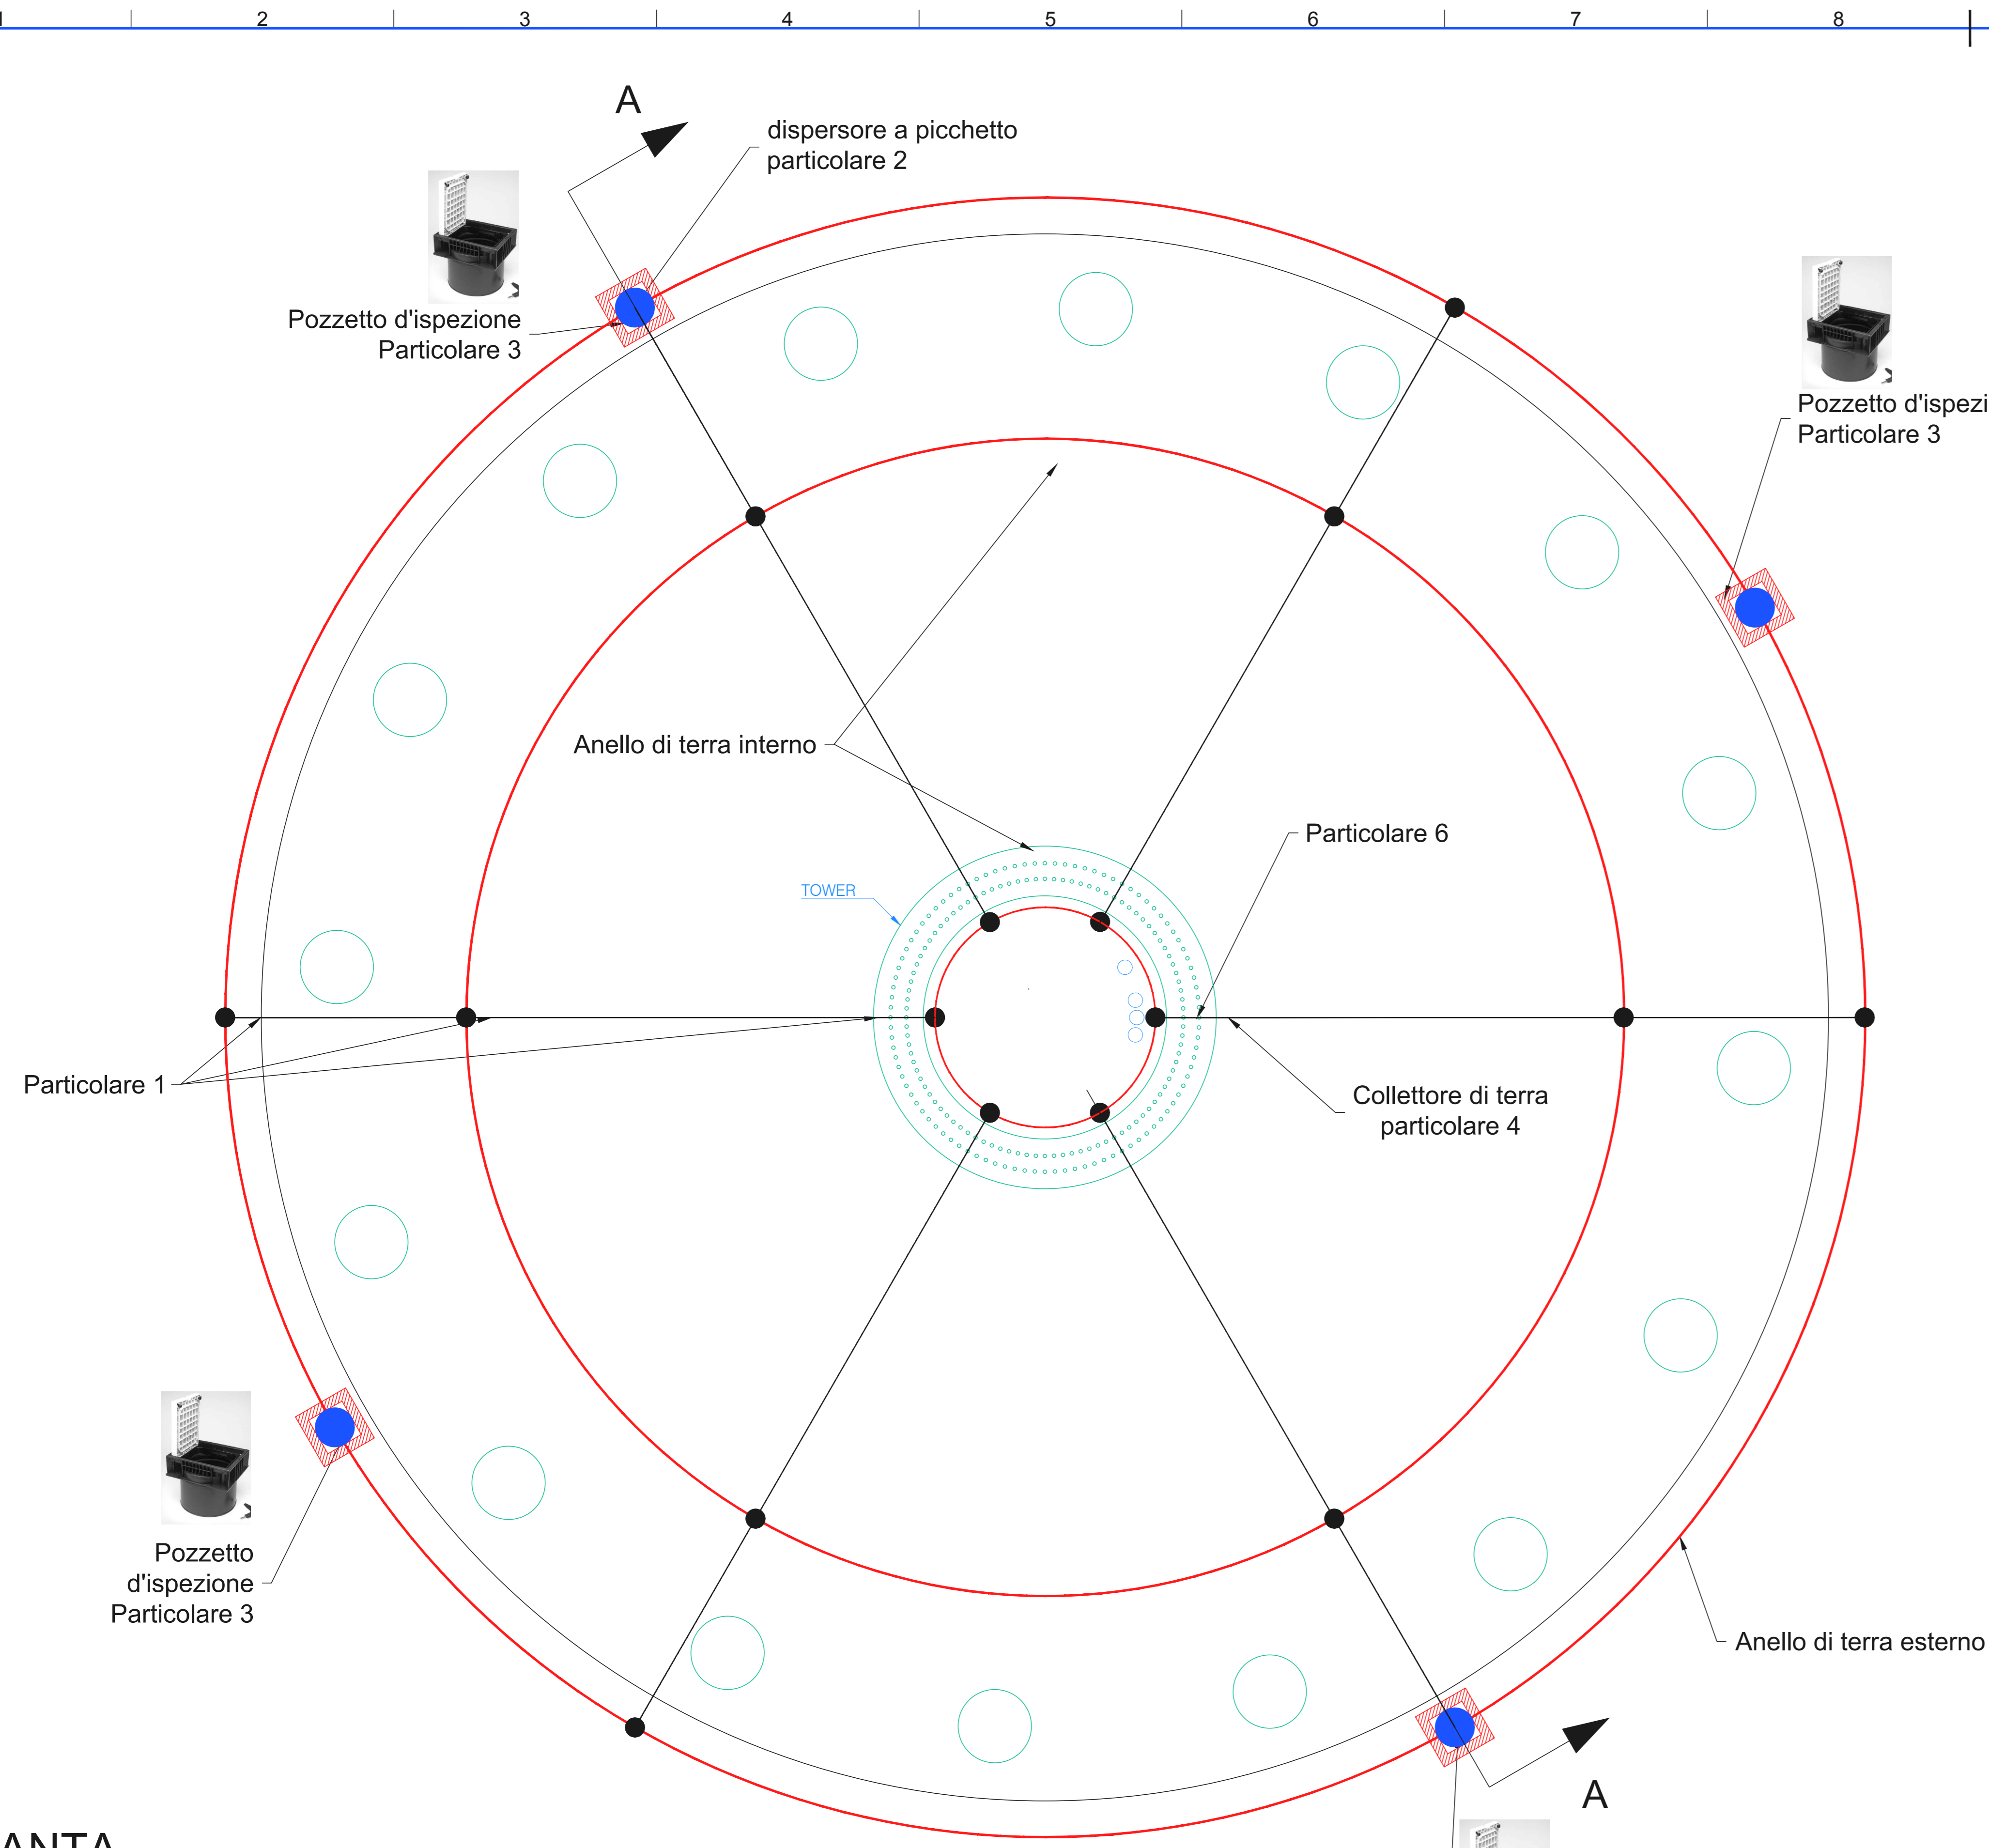 2 3 4 5 6 7 8
A
dispersore a picchetto
particolare 2
Pozzetto d'ispezione
Particolare 3
Pozzetto d'ispezi
Particolare 3
Anello di terra interno
Particolare 6
TOWER
Particolare 1
Collettore di terra
particolare 4
Pozzetto
d'ispezione
Particolare 3
Anello di terra esterno
A
ANTA